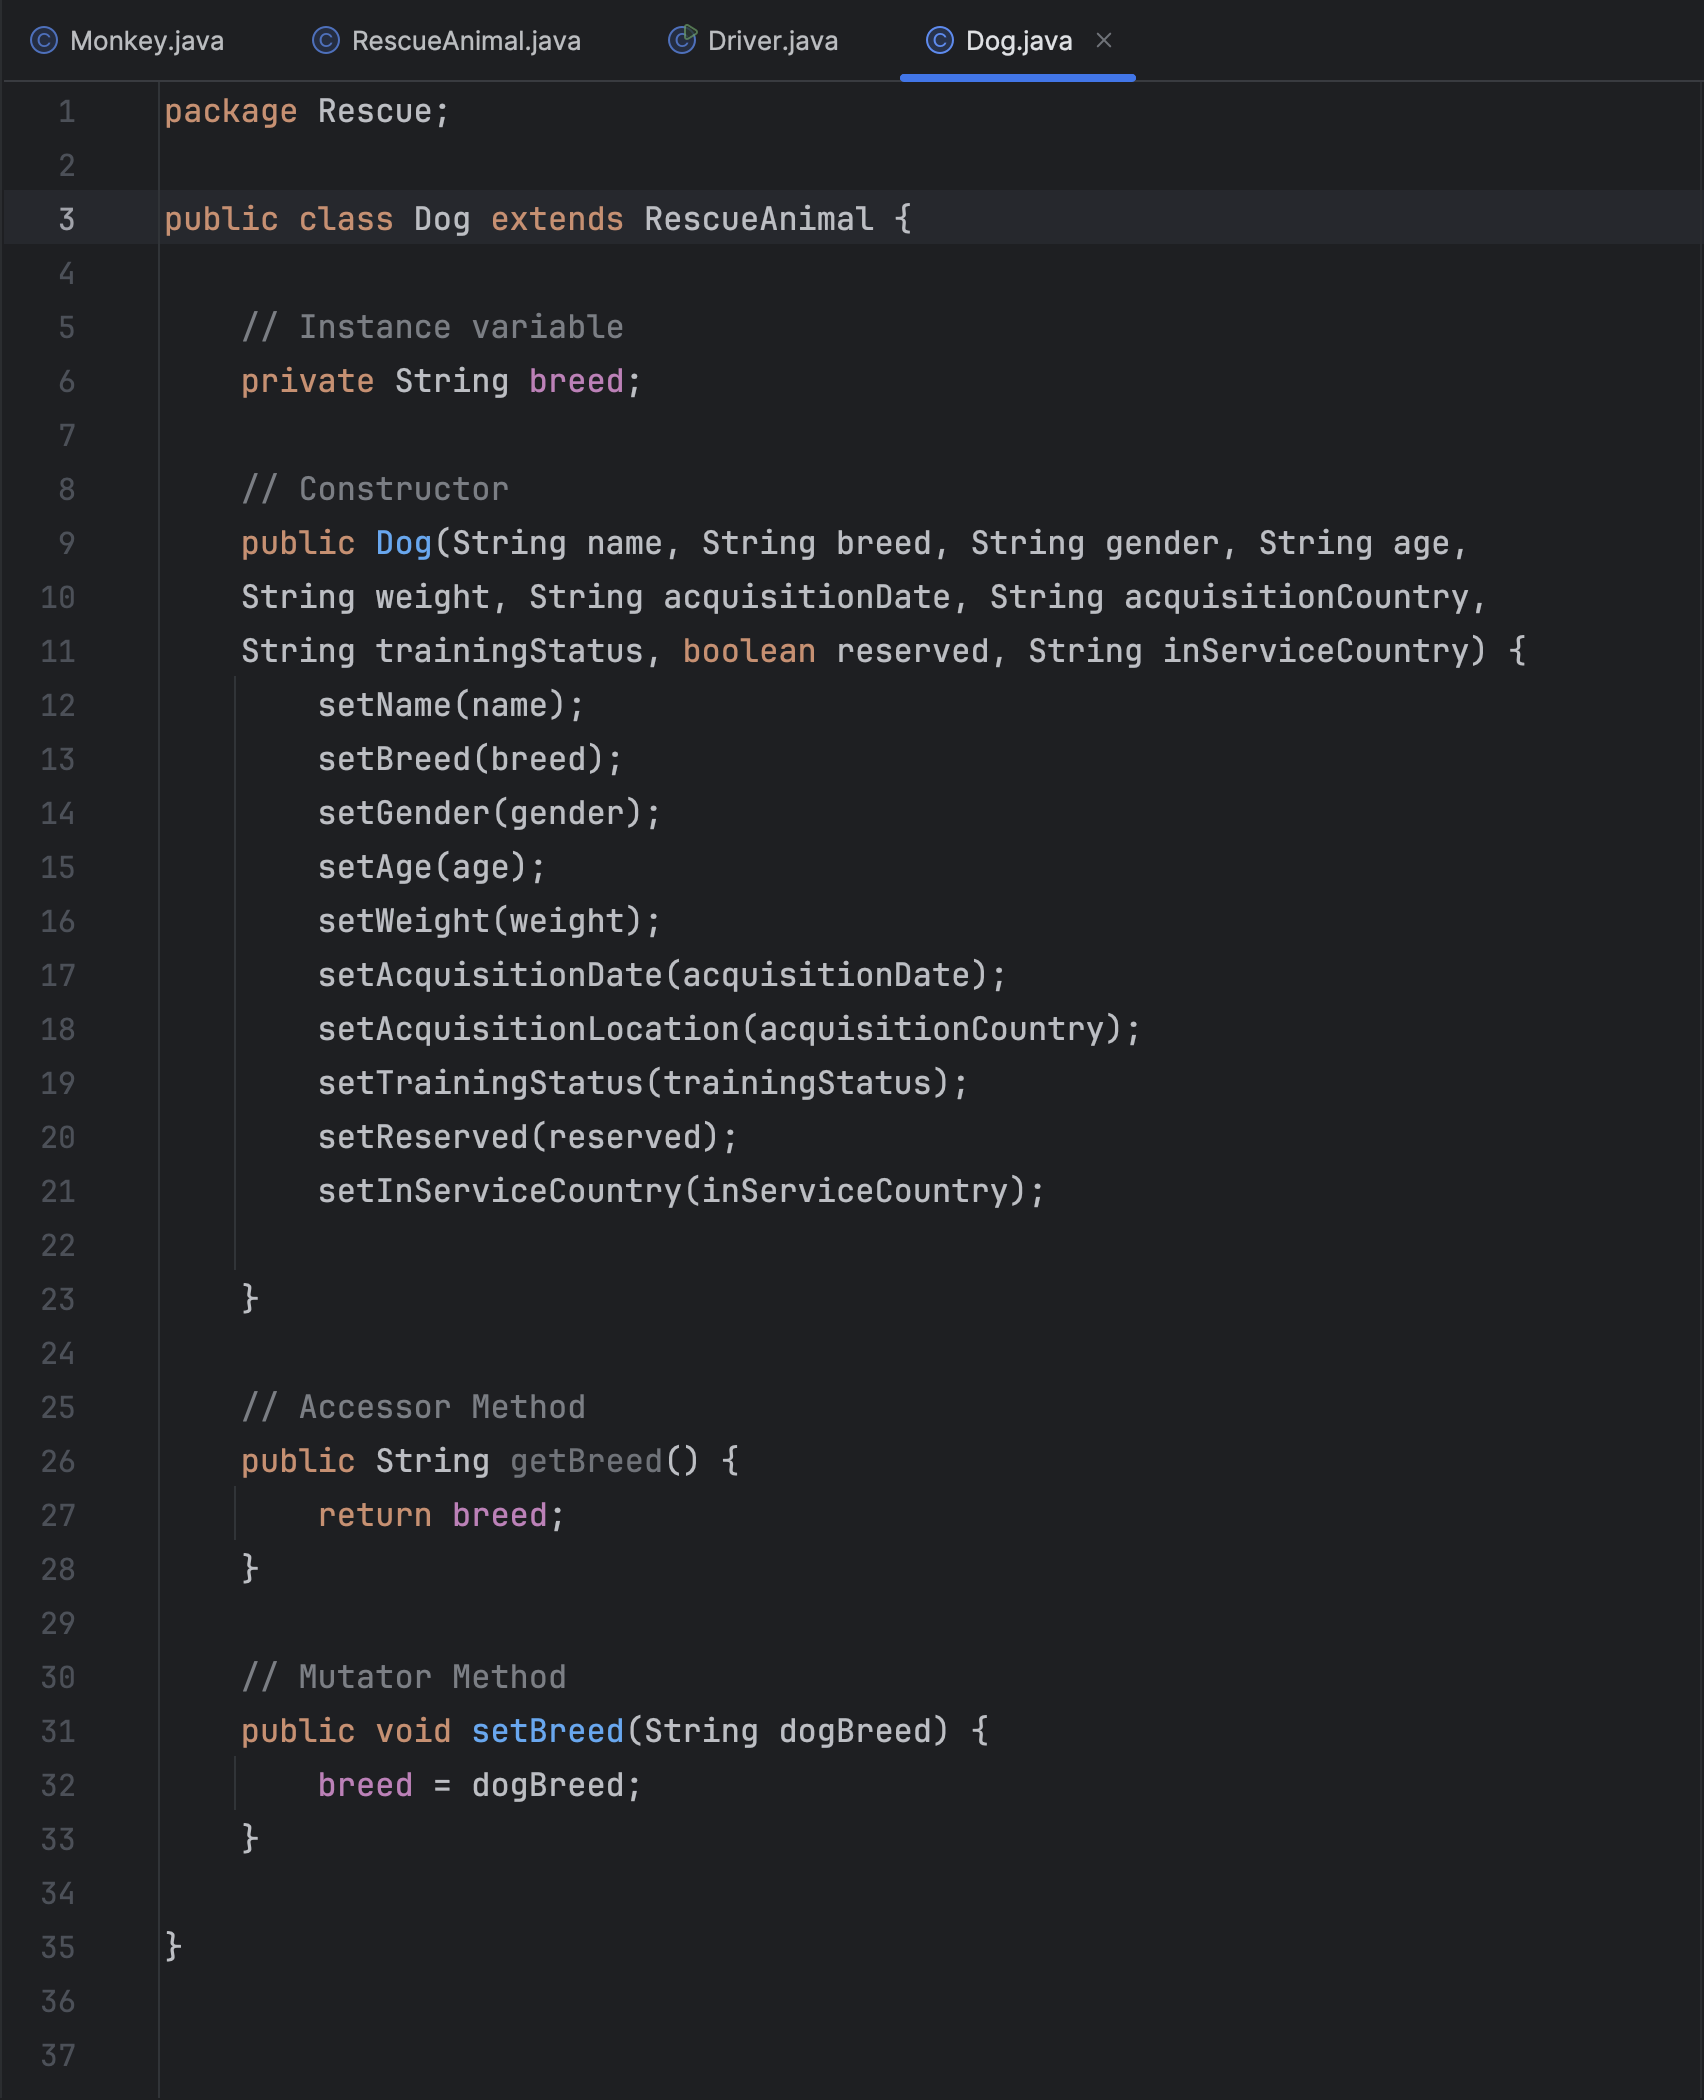 Monkey.java RescueAnimal.java Driver.java Dog.java
1 package Rescue;
2
3 public class Dog extends RescueAnimal {
4
5 // Instance variable
6 private String breed;
7
8 // Constructor
9 public Dog(String name, String breed, String gender, String age,
10 String weight, String acquisitionDate, String acquisitionCountry,
11 String trainingStatus, boolean reserved, String inServiceCountry) {
12 setName(name);
13 setBreed(breed);
14 setGender(gender);
15 setAge(age);
16 setWeight(weight);
17 setAcquisitionDate(acquisitionDate);
18 setAcquisitionLocation(acquisitionCountry);
19 setTrainingStatus(trainingStatus);
20 setReserved(reserved);
21 setInServiceCountry(inServiceCountry);
22
23 }
24
25 // Accessor Method
26 public String getBreed() {
27 return breed;
28 }
29
30 // Mutator Method
31 public void setBreed(String dogBreed) {
32 breed = dogBreed;
33 }
34
35 }
36
37